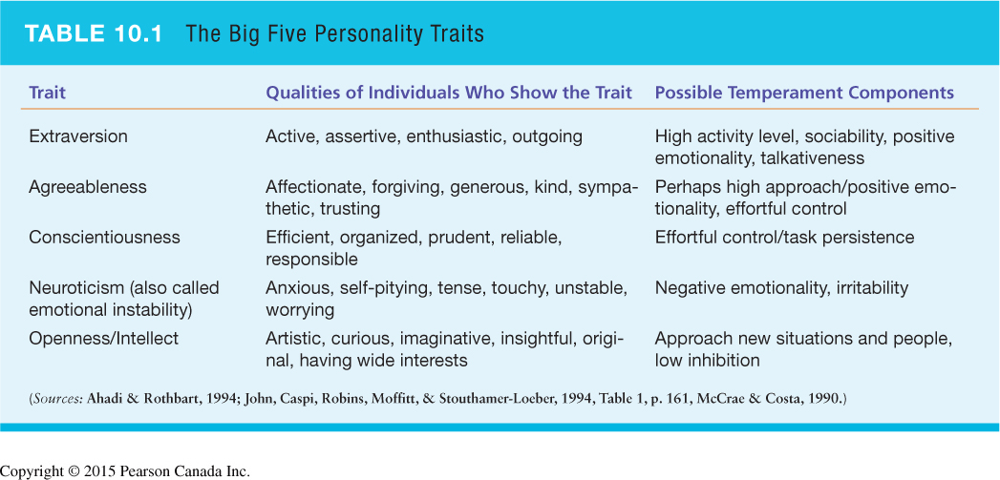 TABLE 10.1 The Big Five Personality Traits
Trait Qualities of Individuals Who Show the Trait Possible Temperament Components
Extraversion Active, assertive, enthusiastic, outgoing High activity level, sociability, positive
emotionality, talkativeness
Agreeableness Affectionate, forgiving, generous, kind, sympa- Perhaps high approach/positive emo-
thetic, trusting tionality, effortful control
Conscientiousness Efficient, organized, prudent, reliable, Effortful control/task persistence
responsible
Neuroticism (also called Anxious, self-pitying, tense, touchy, unstable, Negative emotionality, irritability
emotional instability) worrying
Openness/Intellect Artistic, curious, imaginative, insightful, origi- Approach new situations and people,
nal, having wide interests low inhibition
(Sources: Ahadi & Rothbart, 1994; John, Caspi, Robins, Moffitt, & Stouthamer-Loeber, 1994, Table 1, p. 161, McCrae & Costa, 1990.)
Copyright © 2015 Pearson Canada Inc.